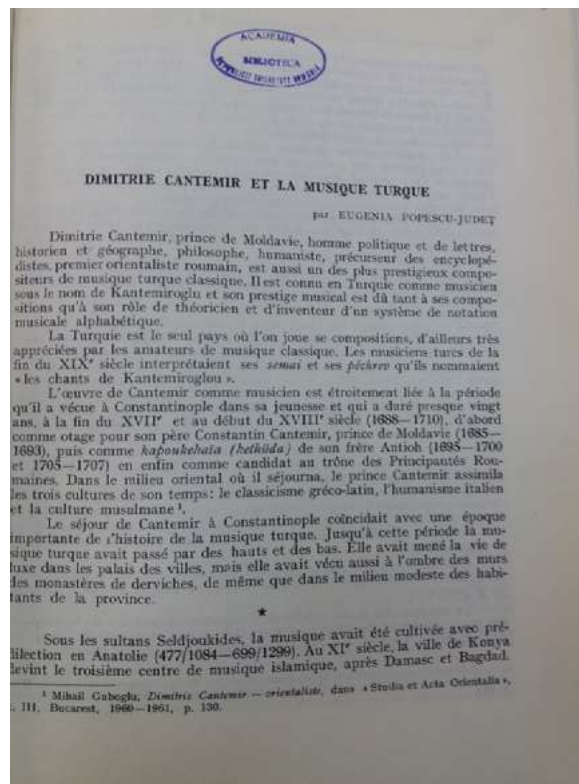 ACADEMIA
BIBLIOTECA
DIMITRIE CANTEMIR ET LA MUSIQUE TURQUE
par EUGENIA POPESCU-JUDEȚ
Dimitrie Cantemir, prince de Moldavie, homme politique et de lettres,
historien et géographe, philosophe, humaniste, précurseur des encyclopé-
distes, premier orientaliste roumain, est aussi un des plus prestigieux compo-
siteurs de musique turque classique. Il est connu en Turquie comme musicien
sous le nom de Kantemiroglu et son prestige musical est dû tant à ses compo-
sitions qu'à son rôle de théoricien et d'inventeur d'un système de notation
musicale alphabétique.
La Turquie est le seul pays où l'on joue se compositions, d'ailleurs très
appréciées par les amateurs de musique classique. Les musiciens turcs de la
fin du XIXᵉ siècle interprétaient ses semai et ses péchrev qu'ils nommaient
« les chants de Kantemiroglou ».
L'œuvre de Cantemir comme musicien est étroitement liée à la période
qu'il a vécue à Constantinople dans sa jeunesse et qui a duré presque vingt
ans, à la fin du XVIIᵉ et au début du XVIIIᵉ siècle (1688—1710), d'abord
comme otage pour son père Constantin Cantemir, prince de Moldavie (1685—
1693), puis comme kapoukehaïa (kethüda) de son frère Antioh (1695—1700
et 1705—1707) en enfin comme candidat au trône des Principautés Rou-
maines. Dans le milieu oriental où il séjourna, le prince Cantemir assimila
les trois cultures de son temps: le classicisme gréco-latin, l'humanisme italien
et la culture musulmane ¹.
Le séjour de Cantemir à Constantinople coïncidait avec une époque
importante de l'histoire de la musique turque. Jusqu'à cette période la mu-
sique turque avait passé par des hauts et des bas. Elle avait mené la vie de
luxe dans les palais des villes, mais elle avait vécu aussi à l'ombre des murs
des monastères de derviches, de même que dans le milieu modeste des habi-
tants de la province.
★
Sous les sultans Seldjoukides, la musique avait été cultivée avec pré-
dilection en Anatolie (477/1084—699/1299). Au XIᵉ siècle, la ville de Konya
devint le troisième centre de musique islamique, après Damasc et Bagdad.
¹ Mihail Guboglu, Dimitrie Cantemir — orientaliste, dans « Studia et Acta Orientalia »,
III, Bucarest, 1960—1961, p. 130.